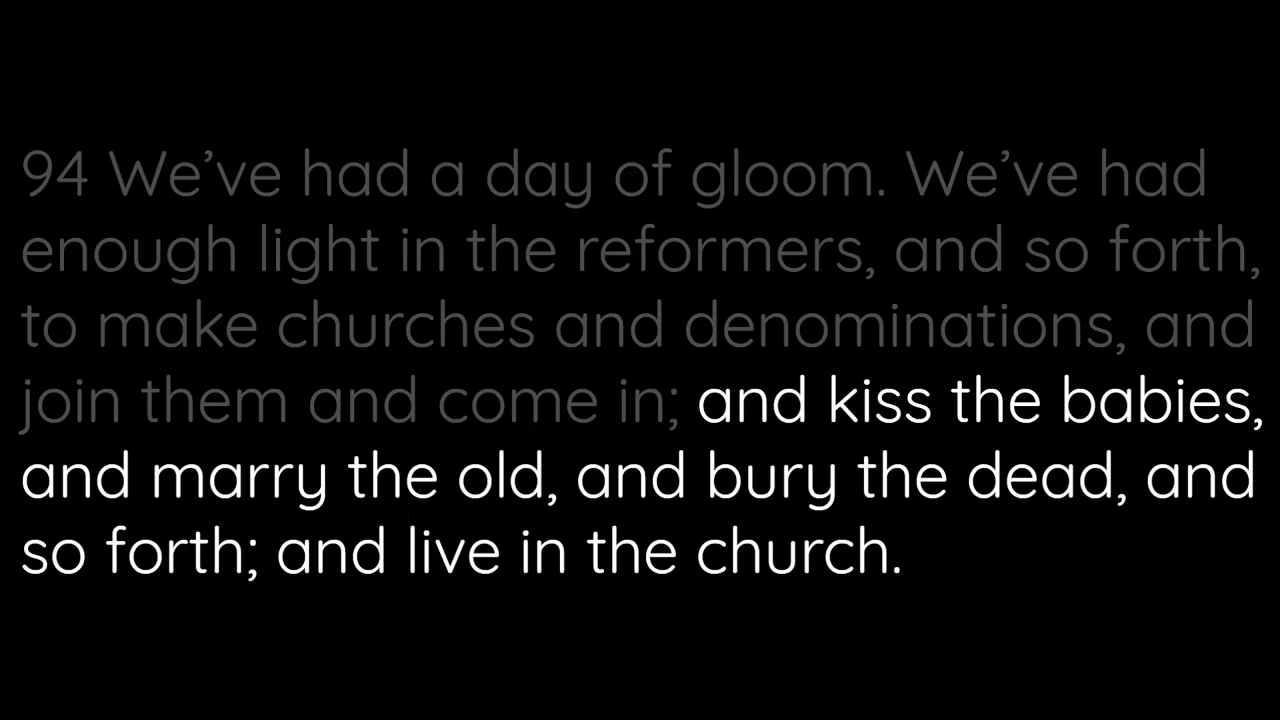 94 We’ve had a day of gloom. We’ve had
enough light in the reformers, and so forth,
to make churches and denominations, and
join them and come in; and kiss the babies,
and marry the old, and bury the dead, and
so forth; and live in the church.